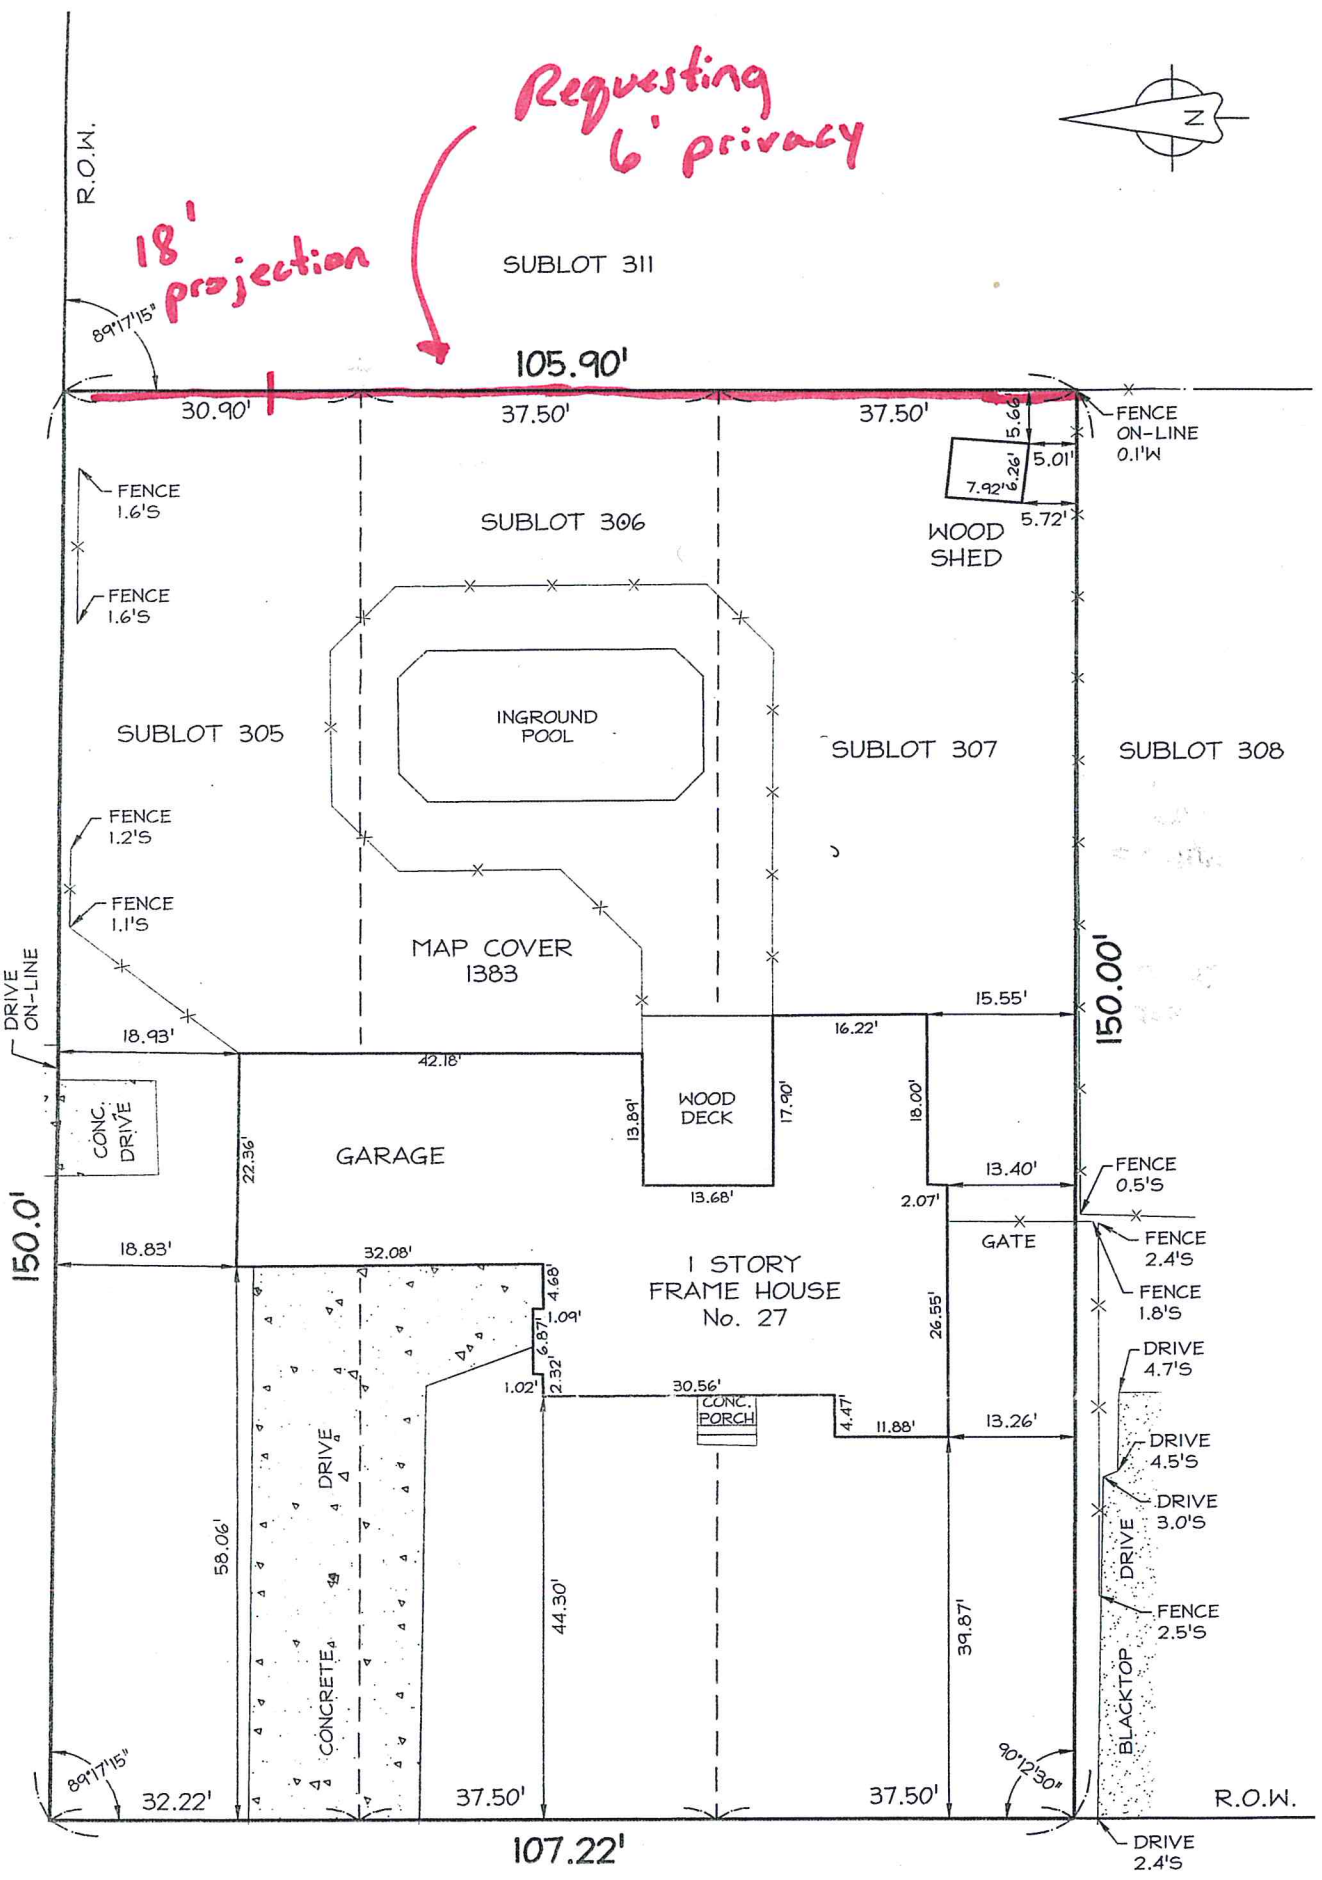 Requesting
6' privacy
N
R.O.W.
18'
projection
SUBLOT 311
89°17'15"
105.90'
30.90'
37.50'
37.50'
5.66'
FENCE
ON-LINE
0.1'W
5.01'
6.26'
7.92'
5.72'
FENCE
1.6'S
SUBLOT 306
WOOD
SHED
FENCE
1.6'S
INGROUND
POOL
SUBLOT 305
SUBLOT 307
SUBLOT 308
FENCE
1.2'S
FENCE
1.1'S
MAP COVER
1383
DRIVE
ON-LINE
150.00'
15.55'
18.93'
16.22'
42.18'
CONC.
DRIVE
13.89'
WOOD
DECK
17.90'
18.00'
22.36'
GARAGE
13.68'
13.40'
2.07'
FENCE
0.5'S
150.0'
18.83'
32.08'
GATE
FENCE
2.4'S
1 STORY
FRAME HOUSE
No. 27
4.68'
1.09'
6.87'
26.55'
FENCE
1.8'S
DRIVE
4.7'S
1.02'
2.32'
30.56'
CONC.
PORCH
4.47'
11.88'
13.26'
DRIVE
4.5'S
DRIVE
3.0'S
CONCRETE DRIVE
58.06'
44.30'
39.87'
FENCE
2.5'S
BLACKTOP DRIVE
89°17'15"
90°12'30"
32.22'
37.50'
37.50'
R.O.W.
107.22'
DRIVE
2.4'S